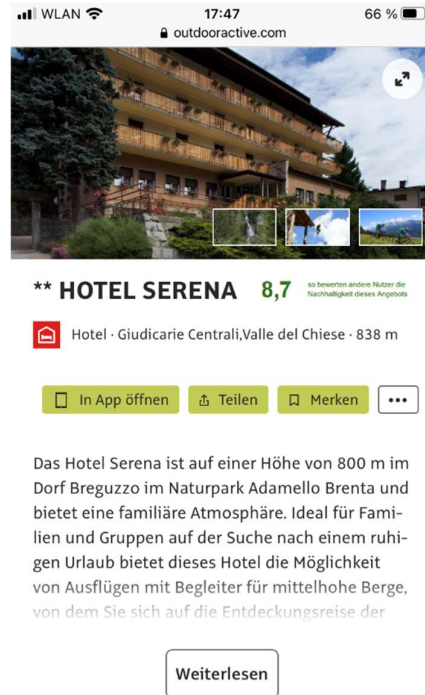 WLAN 17:47 66 %
outdooractive.com
** HOTEL SERENA 8,7 so bewerten andere Nutzer die
Nachhaltigkeit dieses Angebots
Hotel · Giudicarie Centrali,Valle del Chiese · 838 m
In App öffnen Teilen Merken •••
Das Hotel Serena ist auf einer Höhe von 800 m im
Dorf Breguzzo im Naturpark Adamello Brenta und
bietet eine familiäre Atmosphäre. Ideal für Fami-
lien und Gruppen auf der Suche nach einem ruhi-
gen Urlaub bietet dieses Hotel die Möglichkeit
von Ausflügen mit Begleiter für mittelhohe Berge,
von dem Sie sich auf die Entdeckungsreise der
Weiterlesen